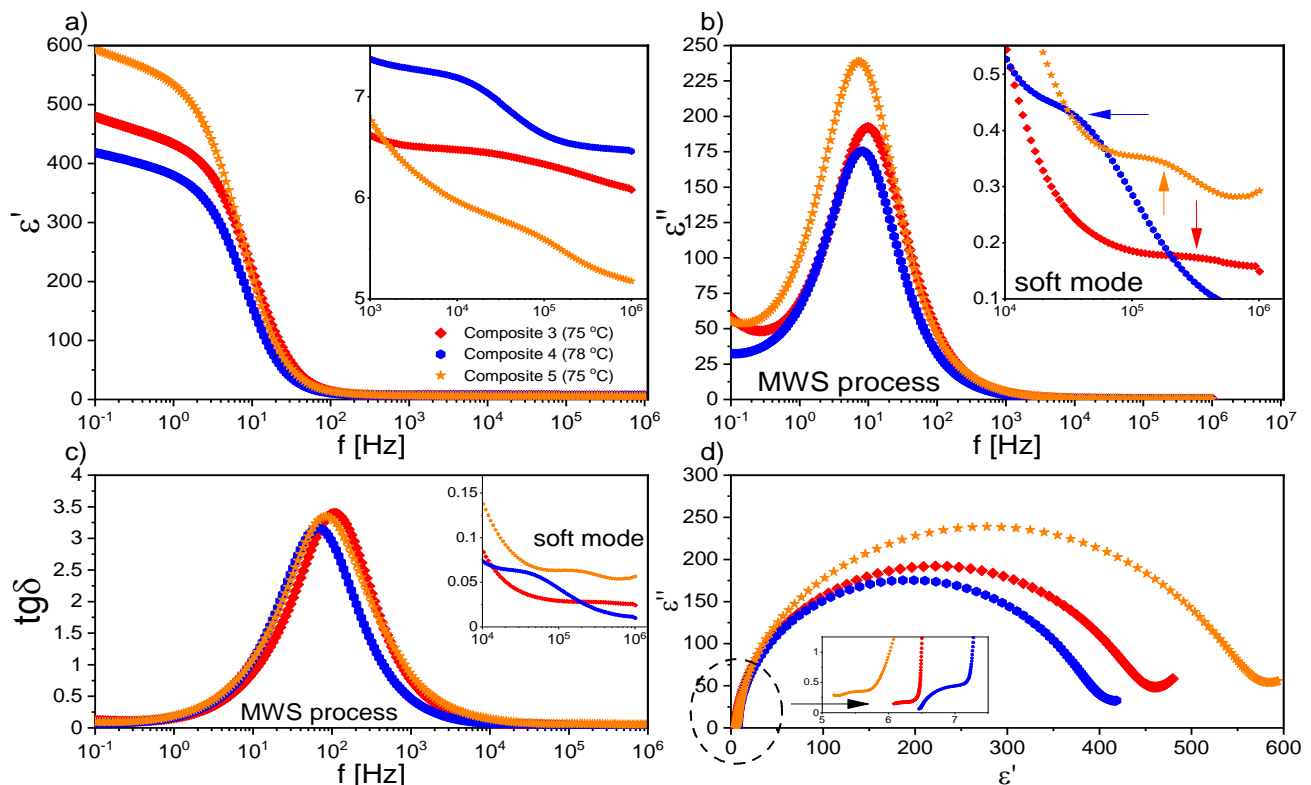 a)
ε'
600
500
400
300
200
100
0
10⁻¹ 10⁰ 10¹ 10² 10³ 10⁴ 10⁵ 10⁶
f [Hz]
7
6
5
10³ 10⁴ 10⁵ 10⁶
Composite 3 (75 °C)
Composite 4 (78 °C)
Composite 5 (75 °C)
b)
ε''
250
225
200
175
150
125
100
75
50
25
0
10⁻¹ 10⁰ 10¹ 10² 10³ 10⁴ 10⁵ 10⁶ 10⁷
f [Hz]
MWS process
0.5
0.4
0.3
0.2
0.1
10⁴ 10⁵ 10⁶
soft mode
c)
tgδ
4
3.5
3
2.5
2
1.5
1
0.5
0
10⁻¹ 10⁰ 10¹ 10² 10³ 10⁴ 10⁵ 10⁶
f [Hz]
MWS process
0.15
0.1
0.05
0
10⁴ 10⁵ 10⁶
soft mode
d)
ε''
300
250
200
150
100
50
0
0 100 200 300 400 500 600
ε'
1
0.5
0
5 6 7